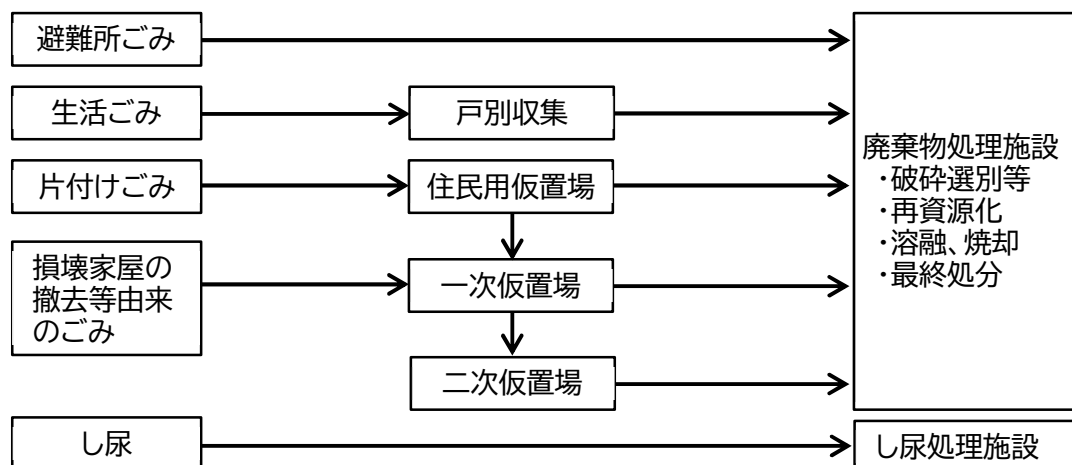 避難所ごみ
生活ごみ
戸別収集
片付けごみ
住民用仮置場
損壊家屋の
撤去等由来
のごみ
一次仮置場
二次仮置場
廃棄物処理施設
・破砕選別等
・再資源化
・溶融、焼却
・最終処分
し尿
し尿処理施設